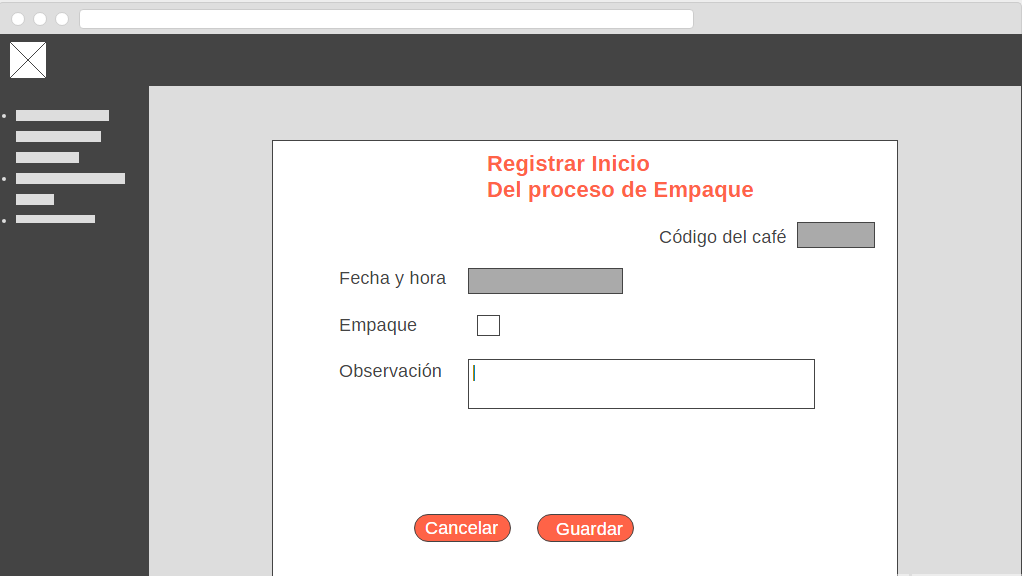 Registrar Inicio
Del proceso de Empaque
Código del café
Fecha y hora
Empaque
Observación
Cancelar
Guardar